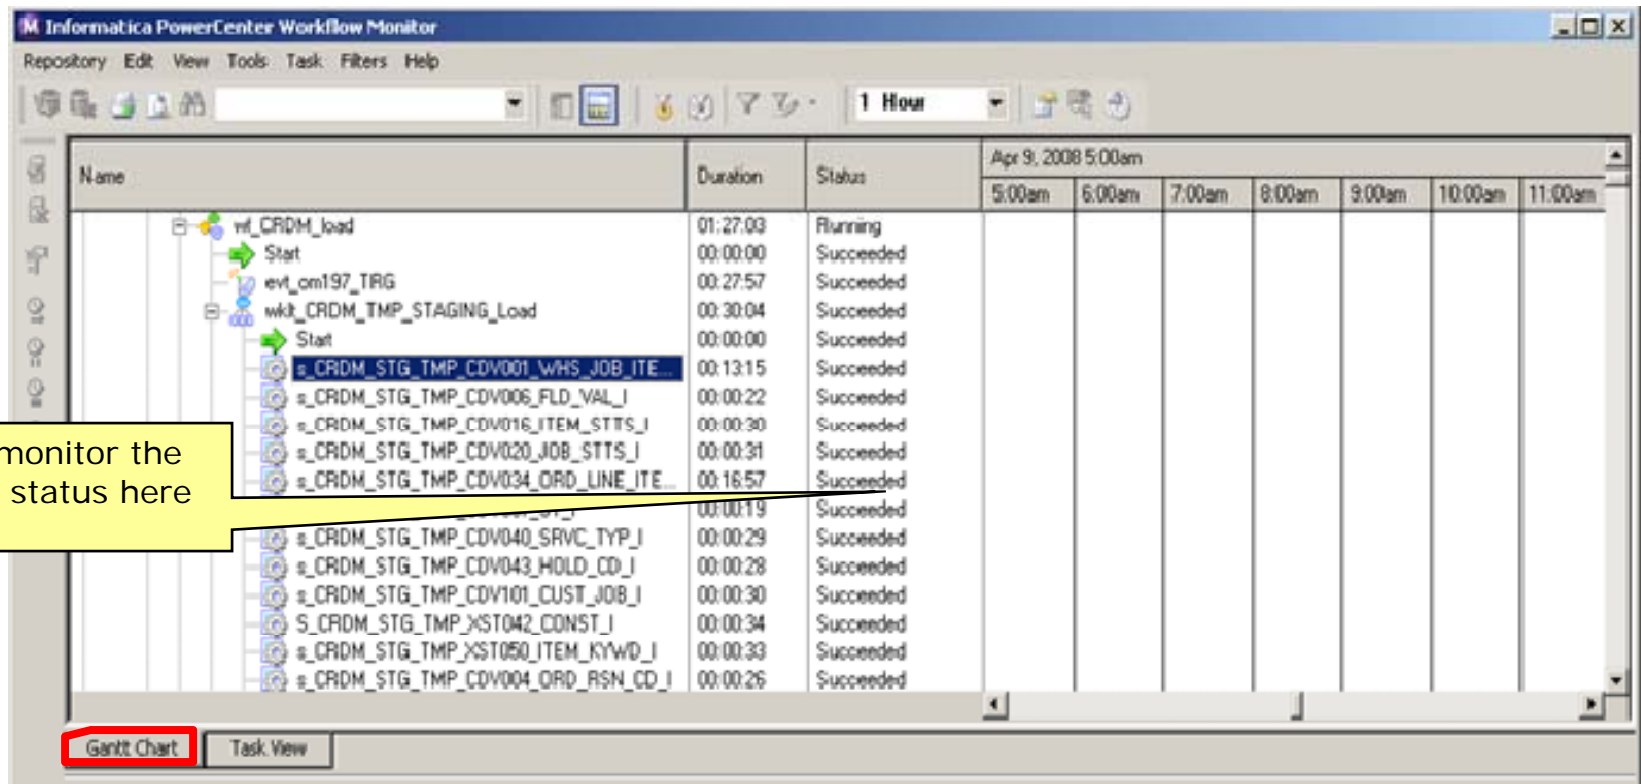 Informatica PowerCenter Workflow Monitor
Repository Edit View Tools Task Filters Help
1 Hour
Name Duration Status Apr 9, 2008 5:00am
5:00am 6:00am 7:00am 8:00am 9:00am 10:00am 11:00am
wf_CRDM_load 01:27:03 Running
Start 00:00:00 Succeeded
evt_om197_TIRG 00:27:57 Succeeded
wklt_CRDM_TMP_STAGING_Load 00:30:04 Succeeded
Start 00:00:00 Succeeded
s_CRDM_STG_TMP_CDV001_WHS_JOB_ITE... 00:13:15 Succeeded
s_CRDM_STG_TMP_CDV006_FLD_VAL_I 00:00:22 Succeeded
s_CRDM_STG_TMP_CDV016_ITEM_STTS_I 00:00:30 Succeeded
s_CRDM_STG_TMP_CDV020_JOB_STTS_I 00:00:31 Succeeded
s_CRDM_STG_TMP_CDV034_ORD_LINE_ITE... 00:16:57 Succeeded
00:00:19 Succeeded
s_CRDM_STG_TMP_CDV040_SRVC_TYP_I 00:00:29 Succeeded
s_CRDM_STG_TMP_CDV043_HOLD_CD_I 00:00:28 Succeeded
s_CRDM_STG_TMP_CDV101_CUST_JOB_I 00:00:30 Succeeded
S_CRDM_STG_TMP_XST042_CONST_I 00:00:34 Succeeded
s_CRDM_STG_TMP_XST050_ITEM_KYWD_I 00:00:33 Succeeded
s_CRDM_STG_TMP_CDV004_ORD_RSN_CD_I 00:00:26 Succeeded
monitor the
status here
Gantt Chart Task View